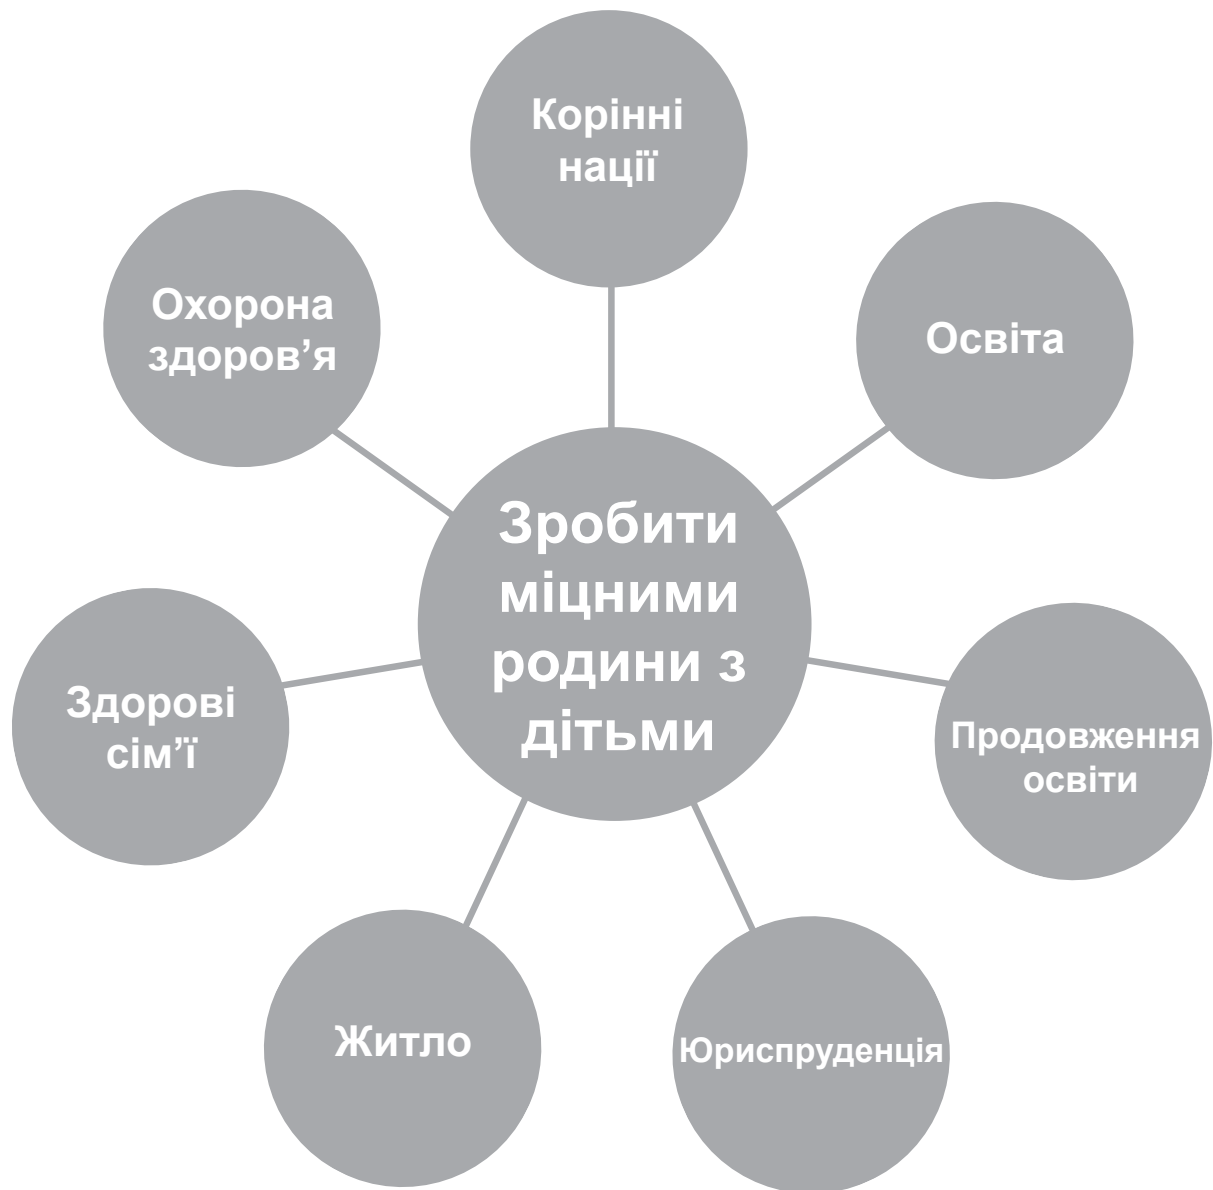 Корінні
нації
Охорона
здоров’я
Освіта
Зробити
міцними
родини з
дітьми
Здорові
сім’ї
Продовження
освіти
Житло
Юриспруденція